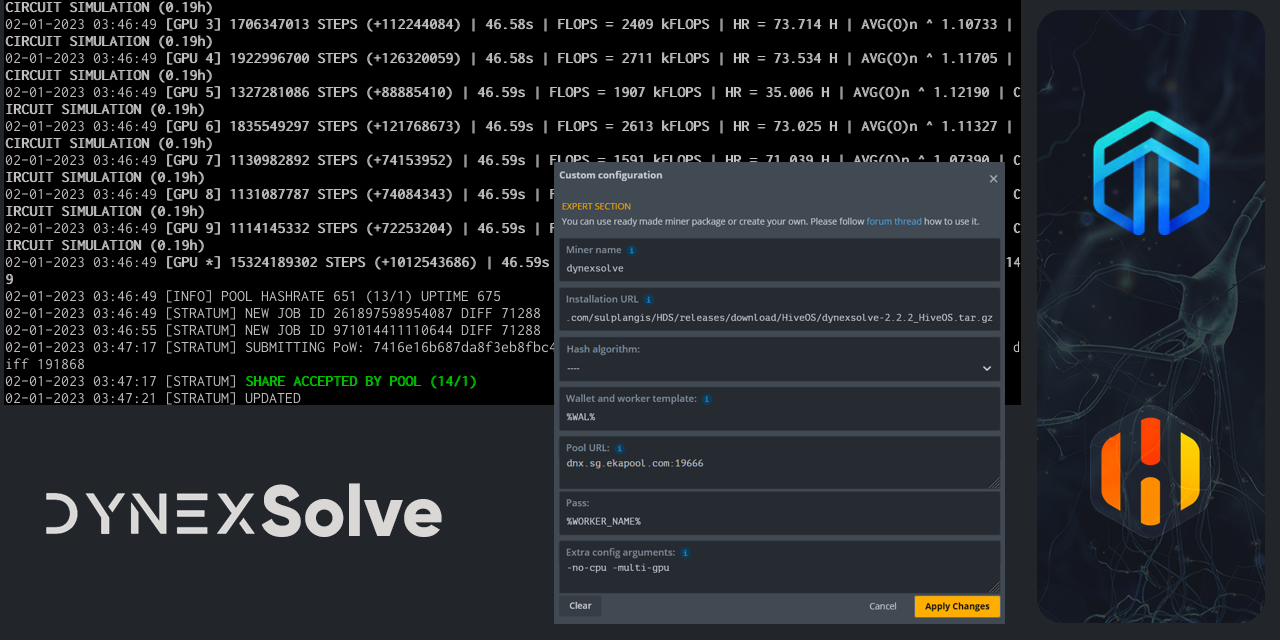 CIRCUIT SIMULATION (0.19h)
02-01-2023 03:46:49 [GPU 3] 1706347013 STEPS (+112244084) | 46.58s | FLOPS = 2409 kFLOPS | HR = 73.714 H | AVG(O)n ^ 1.10733 |
CIRCUIT SIMULATION (0.19h)
02-01-2023 03:46:49 [GPU 4] 1922996700 STEPS (+126320059) | 46.58s | FLOPS = 2711 kFLOPS | HR = 73.534 H | AVG(O)n ^ 1.11705 |
CIRCUIT SIMULATION (0.19h)
02-01-2023 03:46:49 [GPU 5] 1327281086 STEPS (+88885410) | 46.59s | FLOPS = 1907 kFLOPS | HR = 35.006 H | AVG(O)n ^ 1.12190 | C
IRCUIT SIMULATION (0.19h)
02-01-2023 03:46:49 [GPU 6] 1835549297 STEPS (+121768673) | 46.59s | FLOPS = 2613 kFLOPS | HR = 73.025 H | AVG(O)n ^ 1.11327 |
CIRCUIT SIMULATION (0.19h)
02-01-2023 03:46:49 [GPU 7] 1130982892 STEPS (+74153952) | 46.59s | FLOPS = 1591 kFLOPS | HR = 71.039 H | AVG(O)n ^ 1.07390 | C
IRCUIT SIMULATION (0.19h)
02-01-2023 03:46:49 [GPU 8] 1131087787 STEPS (+74084343) | 46.59s | F C
IRCUIT SIMULATION (0.19h)
02-01-2023 03:46:49 [GPU 9] 1114145332 STEPS (+72253204) | 46.59s | F C
IRCUIT SIMULATION (0.19h)
02-01-2023 03:46:49 [GPU *] 15324189302 STEPS (+1012543686) | 46.59s 14
9
02-01-2023 03:46:49 [INFO] POOL HASHRATE 651 (13/1) UPTIME 675
02-01-2023 03:46:49 [STRATUM] NEW JOB ID 261897598954087 DIFF 71288
02-01-2023 03:46:55 [STRATUM] NEW JOB ID 971014411110644 DIFF 71288
02-01-2023 03:47:17 [STRATUM] SUBMITTING PoW: 7416e16b687da8f3eb8fbc4 d
iff 191868
02-01-2023 03:47:17 [STRATUM] SHARE ACCEPTED BY POOL (14/1)
02-01-2023 03:47:21 [STRATUM] UPDATED
Custom configuration
EXPERT SECTION
You can use ready made miner package or create your own. Please follow forum thread how to use it.
Miner name
dynexsolve
Installation URL
.com/sulplangis/HDS/releases/download/HiveOS/dynexsolve-2.2.2_HiveOS.tar.gz
Hash algorithm:
----
Wallet and worker template:
%WAL%
Pool URL:
dnx.sg.ekapool.com:19666
Pass:
%WORKER_NAME%
Extra config arguments:
-no-cpu -multi-gpu
Clear
Cancel
Apply Changes
DYNEXSolve